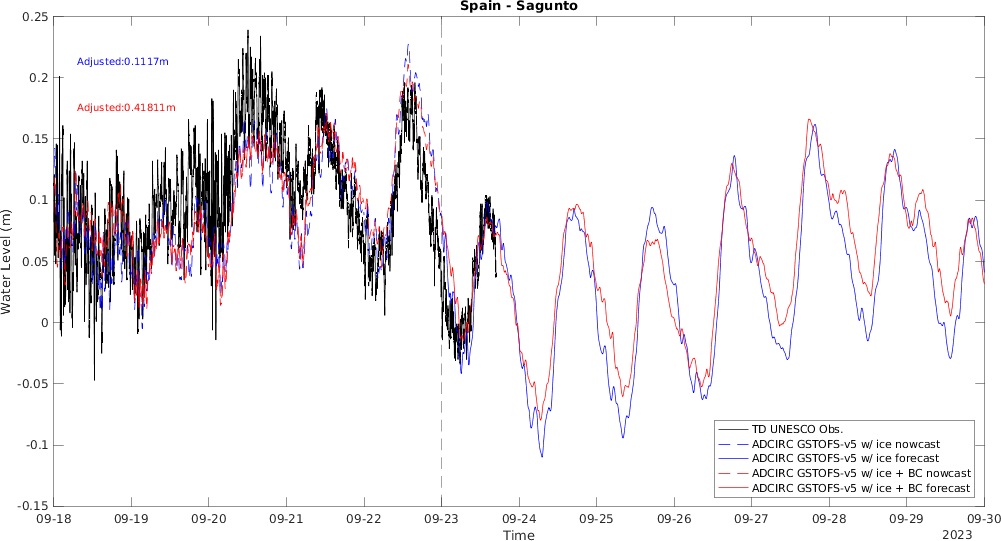 Spain - Sagunto
0.25
0.2
0.15
0.1
0.05
0
-0.05
-0.1
-0.15
Water Level (m)
Adjusted:0.1117m
Adjusted:0.41811m
TD UNESCO Obs.
ADCIRC GSTOFS-v5 w/ ice nowcast
ADCIRC GSTOFS-v5 w/ ice forecast
ADCIRC GSTOFS-v5 w/ ice + BC nowcast
ADCIRC GSTOFS-v5 w/ ice + BC forecast
09-18 09-19 09-20 09-21 09-22 09-23 09-24 09-25 09-26 09-27 09-28 09-29 09-30
Time
2023